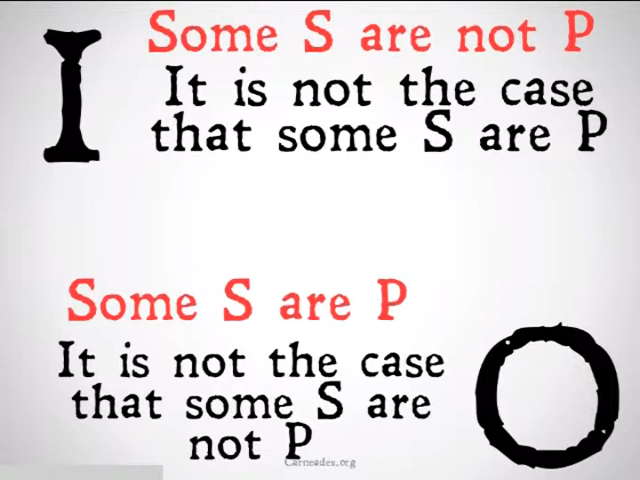 I
Some S are not P
It is not the case
that some S are P
Some S are P
It is not the case
that some S are
not P
O
Carneades.org